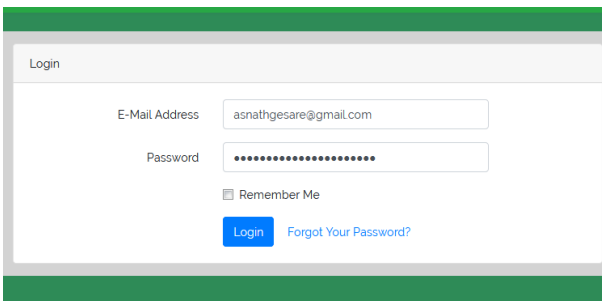 Login
E-Mail Address asnathgesare@gmail.com
Password ••••••••••••••••••••••
Remember Me
Login Forgot Your Password?